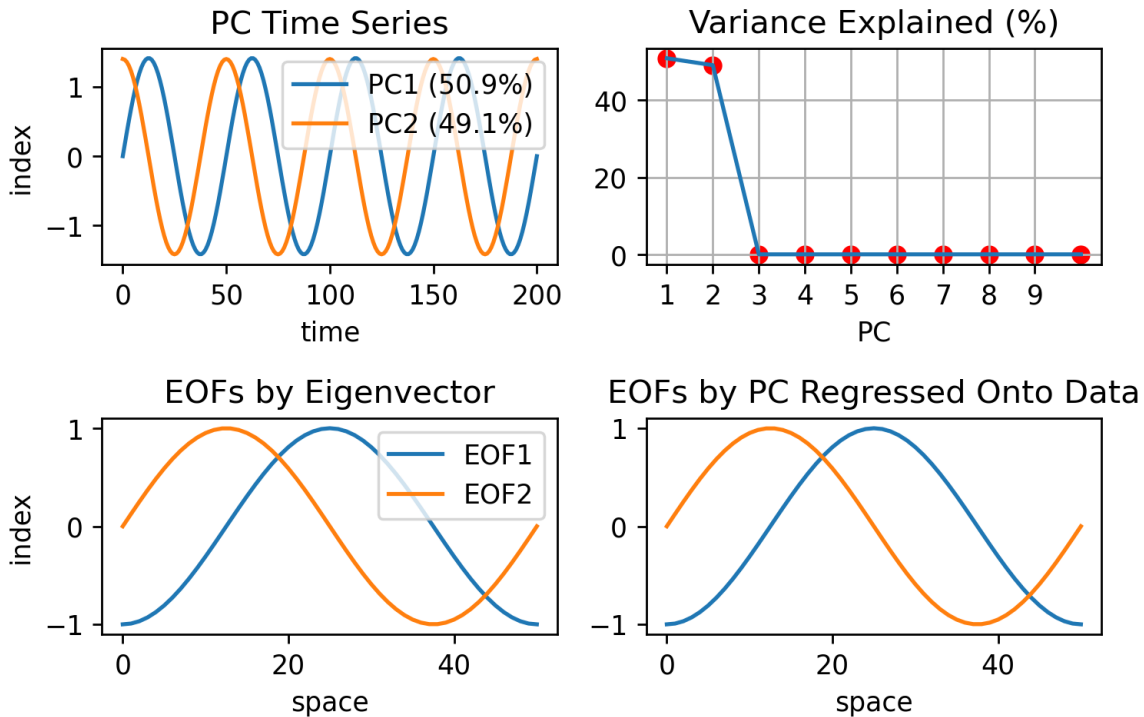 PC Time Series
Variance Explained (%)
index
1
0
−1
PC1 (50.9%)
PC2 (49.1%)
0 50 100 150 200
time
40
20
0
1 2 3 4 5 6 7 8 9
PC
EOFs by Eigenvector
EOFs by PC Regressed Onto Data
index
1
0
−1
EOF1
EOF2
0 20 40
space
1
0
−1
0 20 40
space